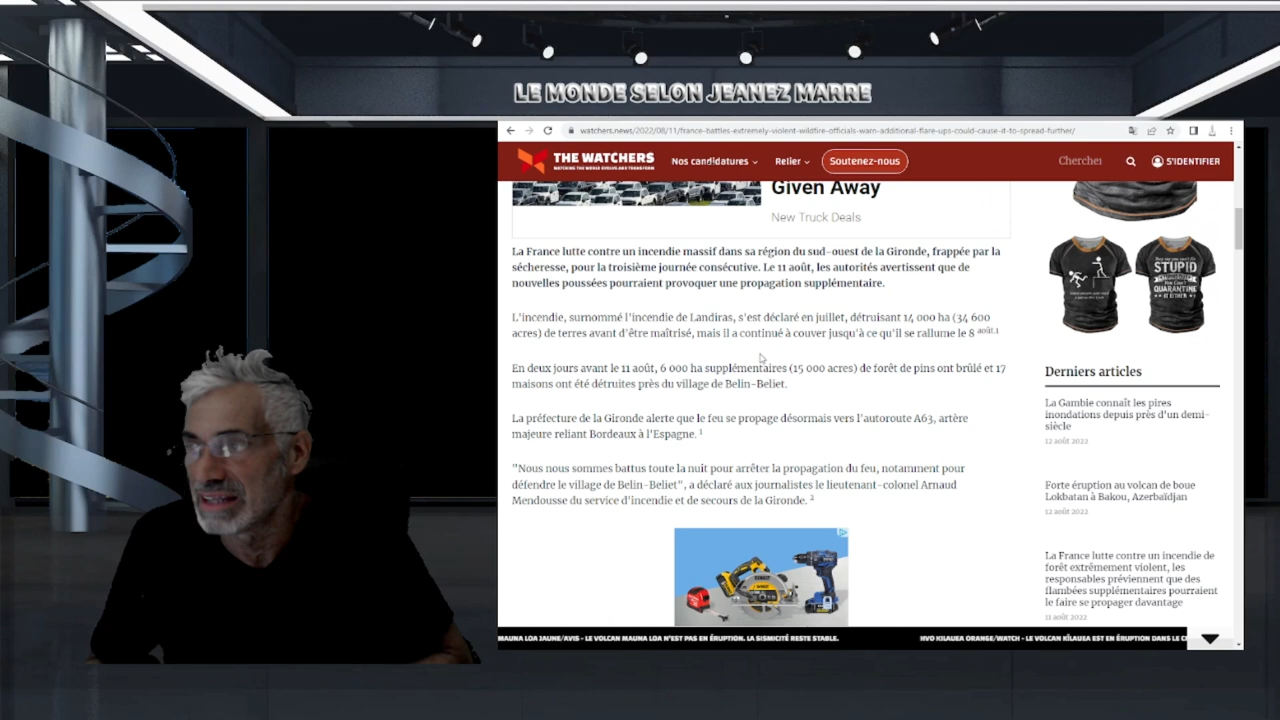 LE MONDE SELON JEANEZ MARRE
watchers.news/2022/08/11/france-battles-extremely-violent-wildfire-officials-warn-additional-flare-ups-could-cause-it-to-spread-further/
THE WATCHERS
WATCHING THE WORLD EVOLVE AND TRANSFORM
Nos candidatures
Relier
Soutenez-nous
Chercher
S'IDENTIFIER
Given Away
New Truck Deals
La France lutte contre un incendie massif dans sa région du sud-ouest de la Gironde, frappée par la
sécheresse, pour la troisième journée consécutive. Le 11 août, les autorités avertissent que de
nouvelles poussées pourraient provoquer une propagation supplémentaire.
L'incendie, surnommé l'incendie de Landiras, s'est déclaré en juillet, détruisant 14 000 ha (34 600
acres) de terres avant d'être maîtrisé, mais il a continué à couver jusqu'à ce qu'il se rallume le 8 août.1
En deux jours avant le 11 août, 6 000 ha supplémentaires (15 000 acres) de forêt de pins ont brûlé et 17
maisons ont été détruites près du village de Belin-Beliet.
La préfecture de la Gironde alerte que le feu se propage désormais vers l'autoroute A63, artère
majeure reliant Bordeaux à l'Espagne. 1
"Nous nous sommes battus toute la nuit pour arrêter la propagation du feu, notamment pour
défendre le village de Belin-Beliet", a déclaré aux journalistes le lieutenant-colonel Arnaud
Mendousse du service d'incendie et de secours de la Gironde. 2
STUPID
QUARANTINE
Derniers articles
La Gambie connaît les pires
inondations depuis près d'un demi-
siècle
12 août 2022
Forte éruption au volcan de boue
Lokbatan à Bakou, Azerbaïdjan
12 août 2022
La France lutte contre un incendie de
forêt extrêmement violent, les
responsables préviennent que des
flambées supplémentaires pourraient
le faire se propager davantage
11 août 2022
MAUNA LOA JAUNE/AVIS - LE VOLCAN MAUNA LOA N'EST PAS EN ÉRUPTION. LA SISMICITÉ RESTE STABLE.
HVO KILAUEA ORANGE/WATCH - LE VOLCAN KĪLAUEA EST EN ÉRUPTION DANS LE